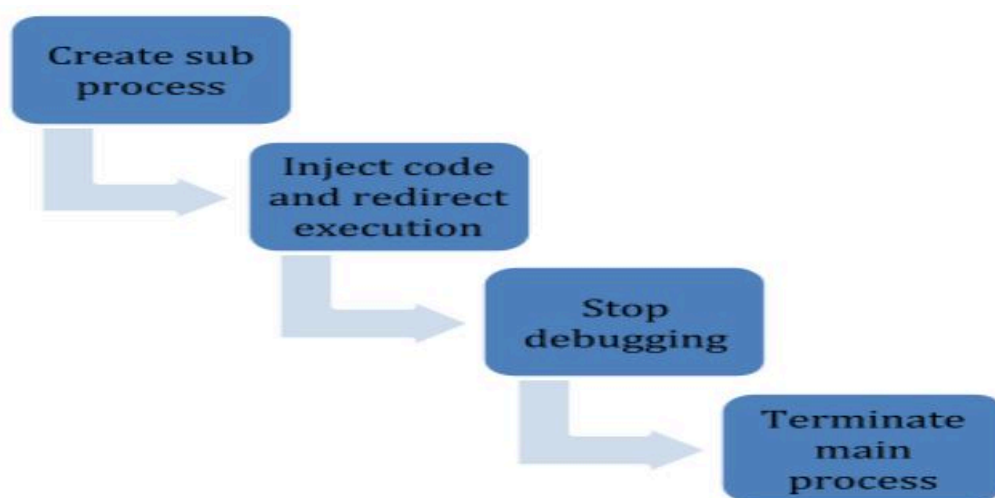 Create sub
process
Inject code
and redirect
execution
Stop
debugging
Terminate
main
process